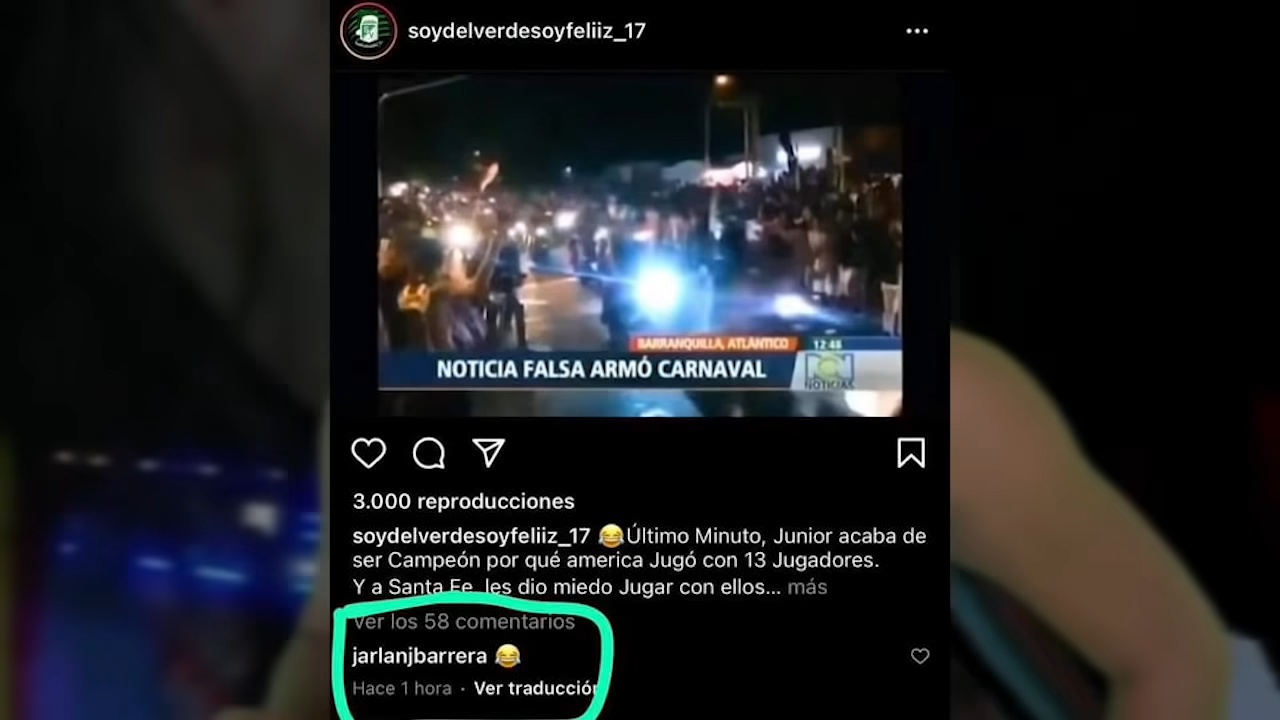 soydelverdesoyfeliiz_17
BARRANQUILLA, ATLÁNTICO 12:48
NOTICIA FALSA ARMÓ CARNAVAL
RCN
NOTICIAS
3.000 reproducciones
soydelverdesoyfeliiz_17 😂Último Minuto, Junior acaba de
ser Campeón por qué america Jugó con 13 Jugadores.
Y a Santa Fe les dio miedo Jugar con ellos... más
Ver los 58 comentarios
jarlanjbarrera 😂
Hace 1 hora · Ver traducción